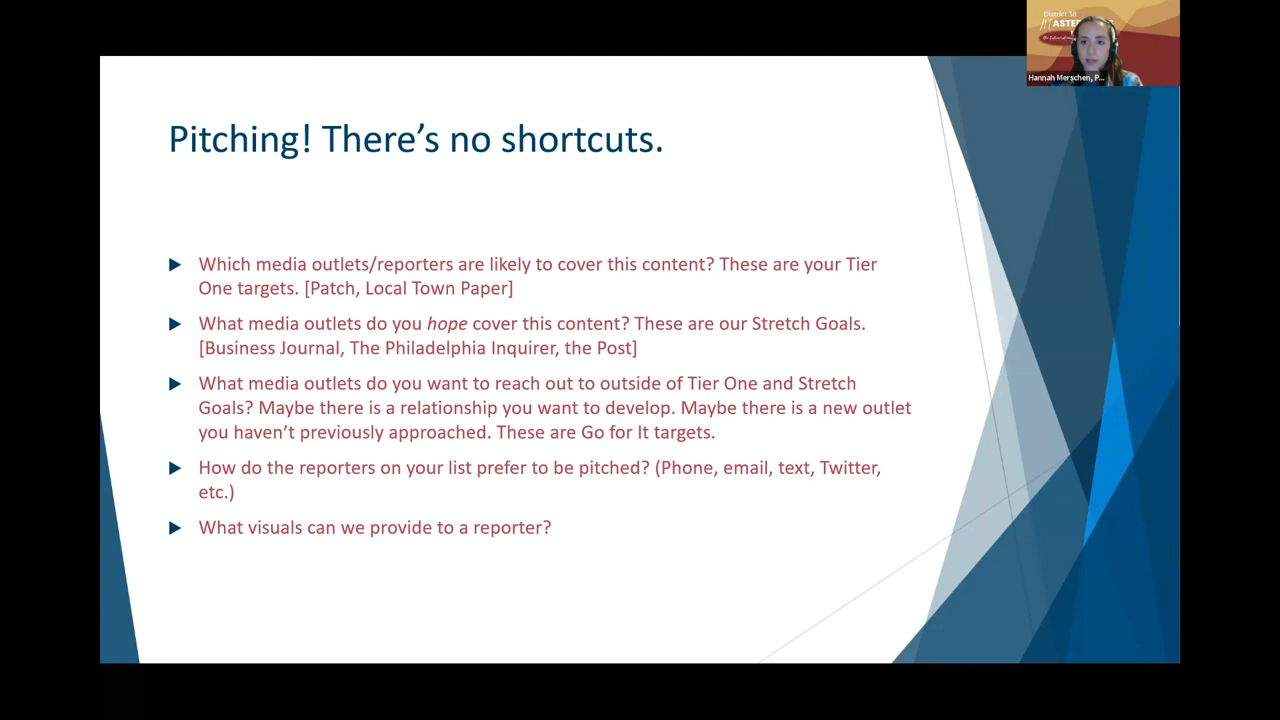 District 38
Hannah Merschen, P...
Pitching! There's no shortcuts.
Which media outlets/reporters are likely to cover this content? These are your Tier
One targets. [Patch, Local Town Paper]
What media outlets do you hope cover this content? These are our Stretch Goals.
[Business Journal, The Philadelphia Inquirer, the Post]
What media outlets do you want to reach out to outside of Tier One and Stretch
Goals? Maybe there is a relationship you want to develop. Maybe there is a new outlet
you haven't previously approached. These are Go for It targets.
How do the reporters on your list prefer to be pitched? (Phone, email, text, Twitter,
etc.)
What visuals can we provide to a reporter?